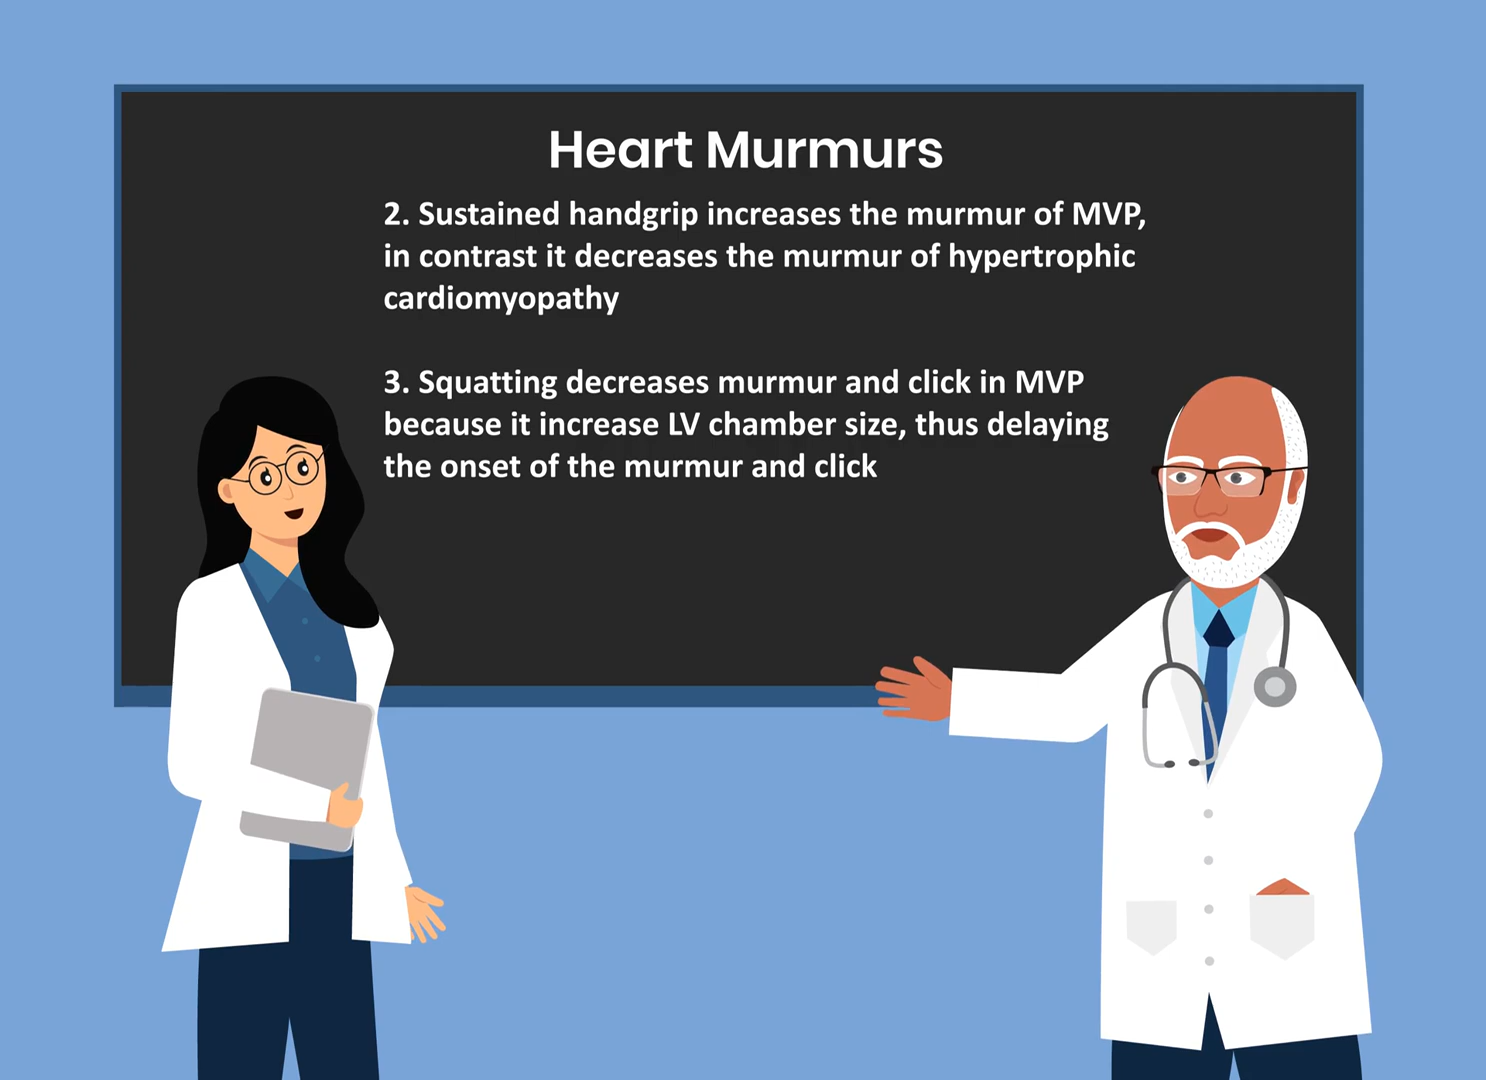 Heart Murmurs
2. Sustained handgrip increases the murmur of MVP,
in contrast it decreases the murmur of hypertrophic
cardiomyopathy
3. Squatting decreases murmur and click in MVP
because it increase LV chamber size, thus delaying
the onset of the murmur and click